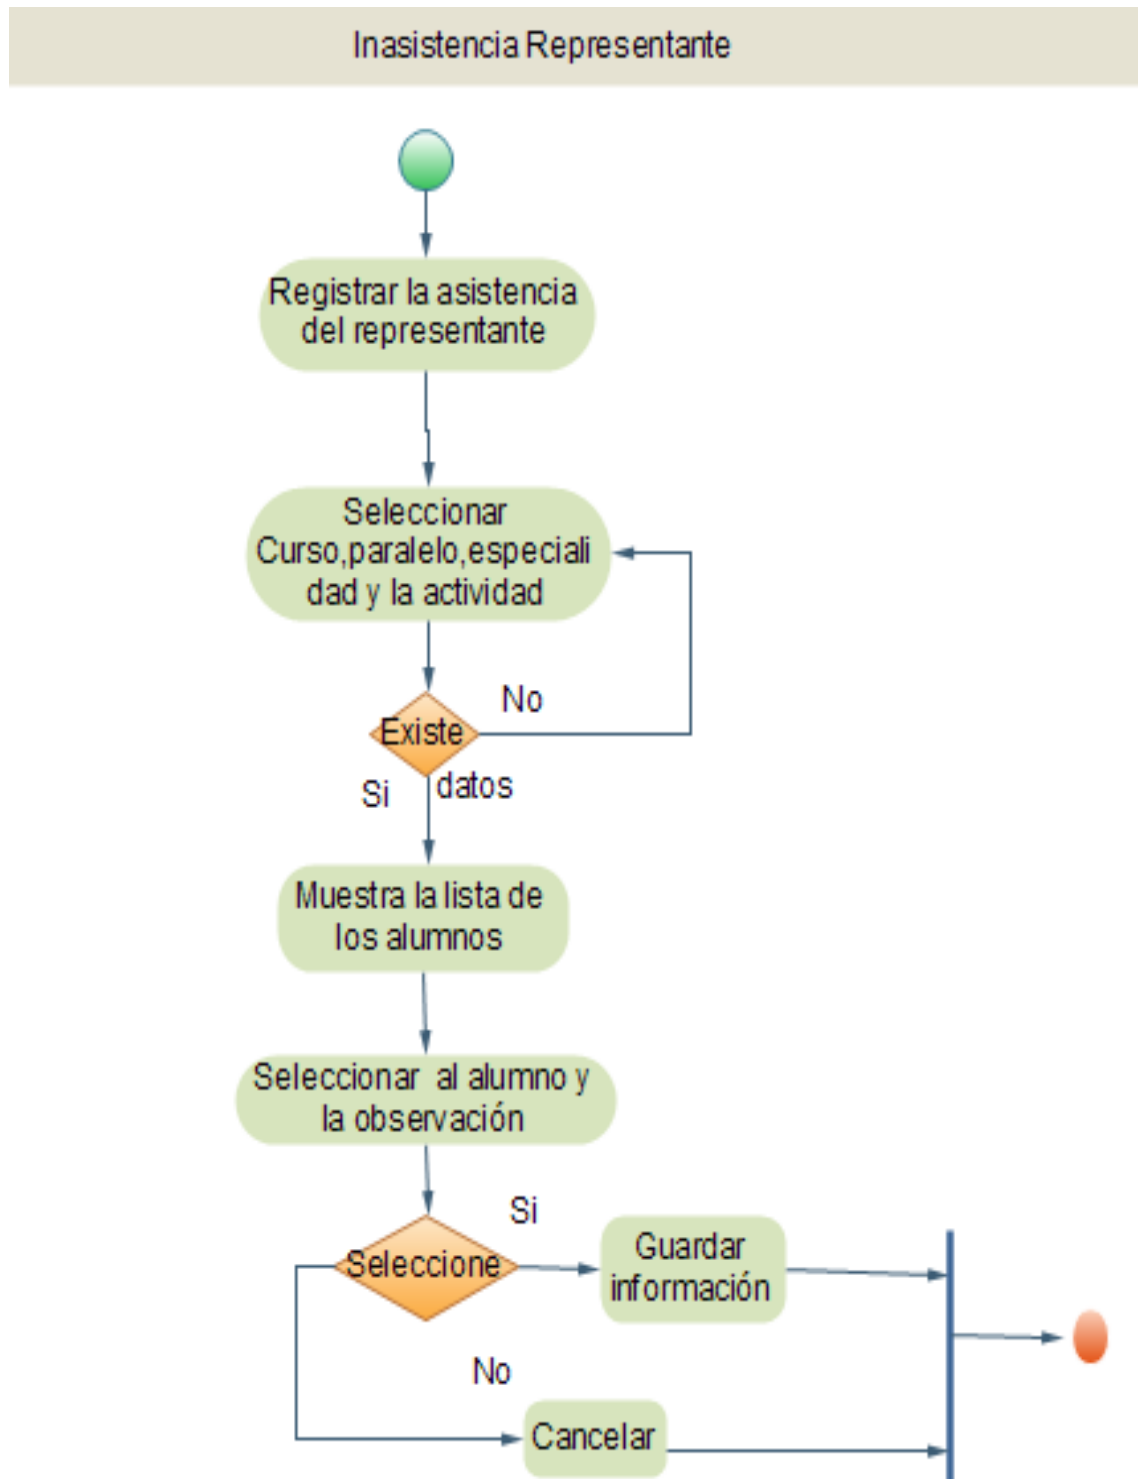 Inasistencia Representante
Registrar la asistencia
del representante
Seleccionar
Curso,paralelo,especiali
dad y la actividad
No
Existe
Si
datos
Muestra la lista de
los alumnos
Seleccionar al alumno y
la observación
Si
Seleccione
Guardar
información
No
Cancelar